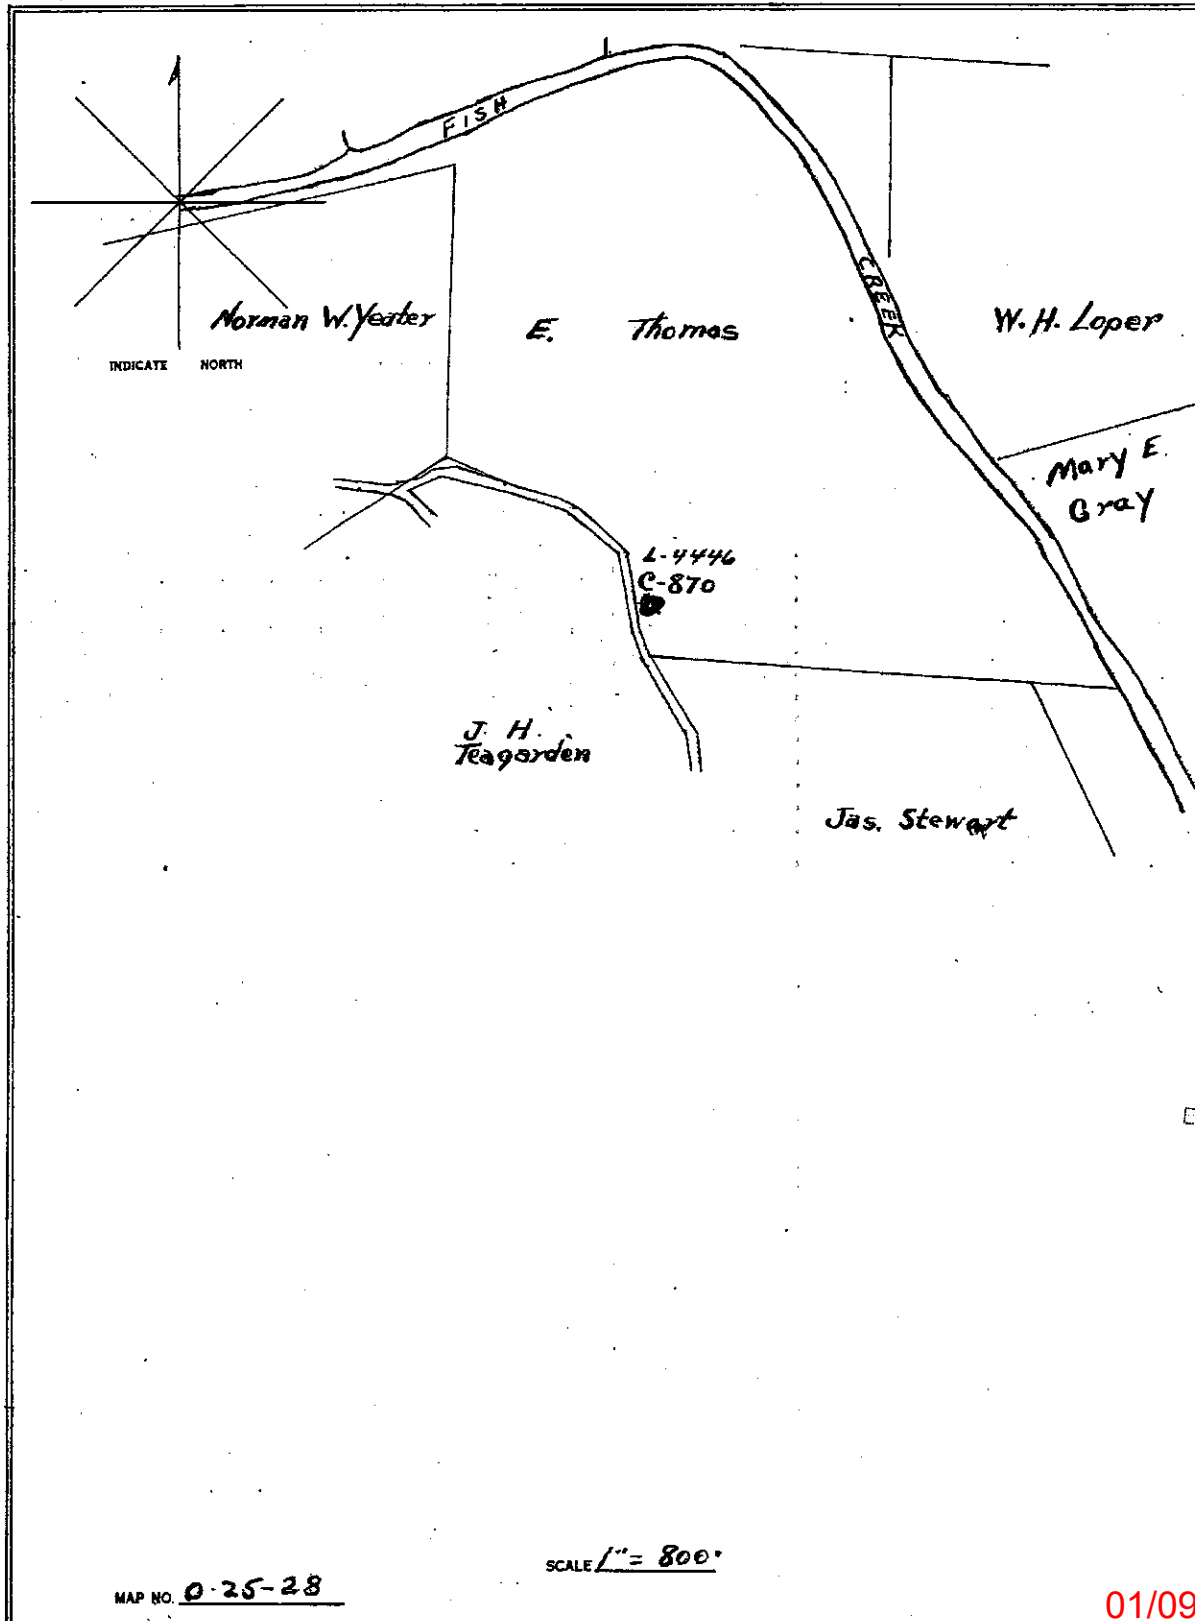 FISH
CREEK
Norman W. Yeater
E. Thomas
W. H. Loper
INDICATE NORTH
Mary E.
Gray
L-4446
C-870
J. H.
Teagarden
Jas. Stewart
SCALE 1" = 800'
MAP NO. 0-25-28
01/09